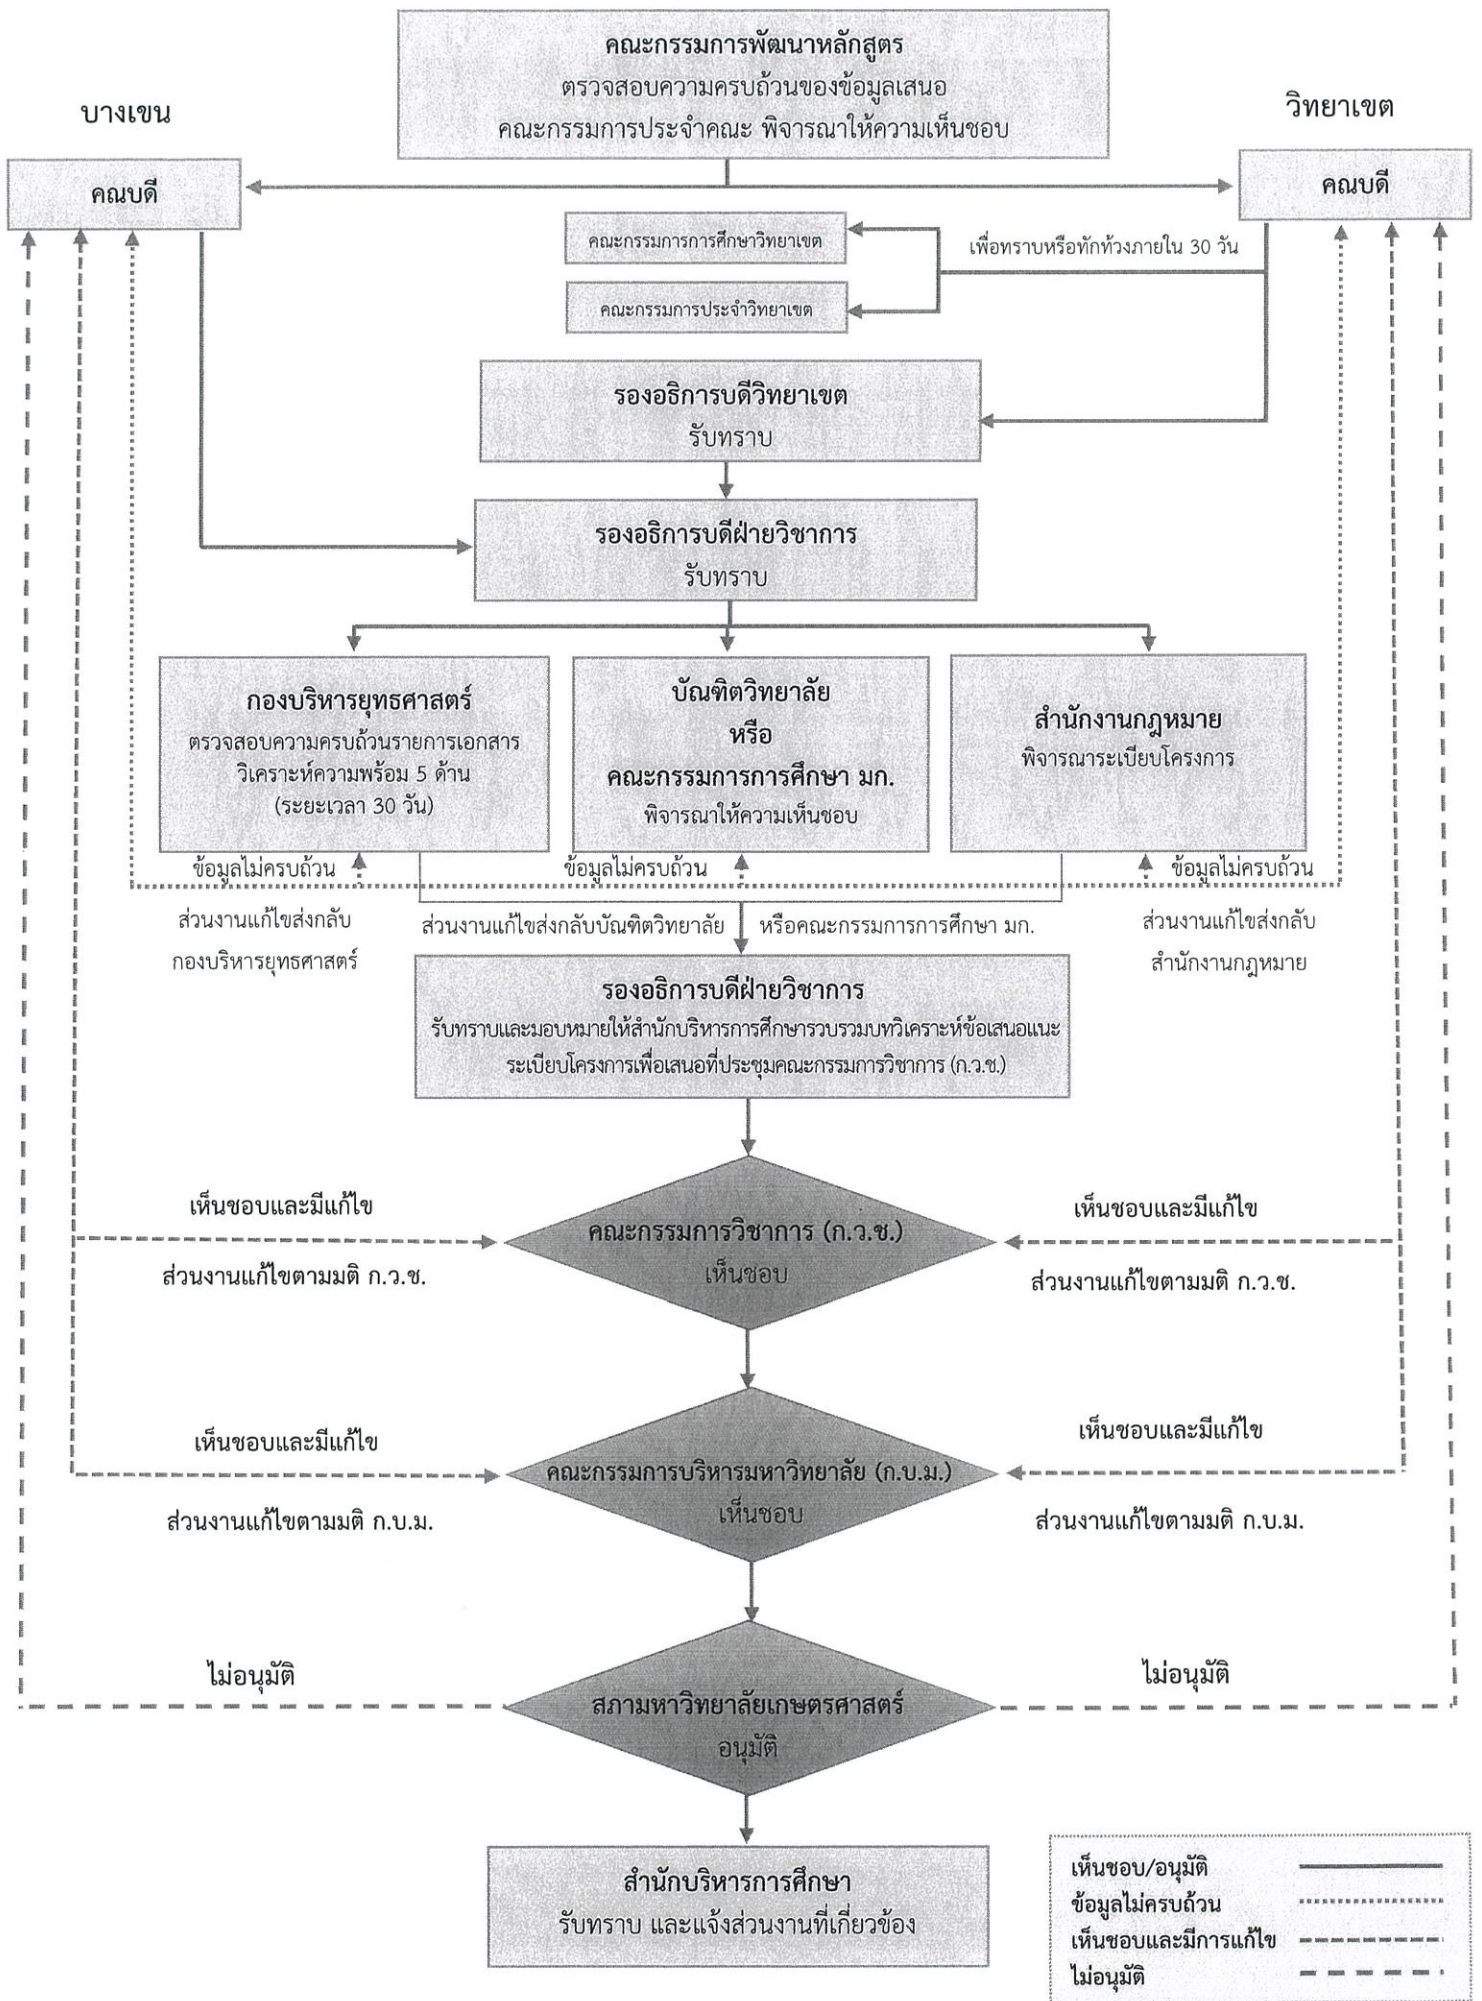 คณะกรรมการพัฒนาหลักสูตร
ตรวจสอบความครบถ้วนของข้อมูลเสนอ
คณะกรรมการประจำคณะ พิจารณาให้ความเห็นชอบ
บางเขน
วิทยาเขต
คณบดี
คณบดี
คณะกรรมการการศึกษาวิทยาเขต
เพื่อทราบหรือทักท้วงภายใน 30 วัน
คณะกรรมการประจำวิทยาเขต
รองอธิการบดีวิทยาเขต
รับทราบ
รองอธิการบดีฝ่ายวิชาการ
รับทราบ
กองบริหารยุทธศาสตร์
ตรวจสอบความครบถ้วนรายการเอกสาร
วิเคราะห์ความพร้อม 5 ด้าน
(ระยะเวลา 30 วัน)
บัณฑิตวิทยาลัย
หรือ
คณะกรรมการการศึกษา มก.
พิจารณาให้ความเห็นชอบ
สำนักงานกฎหมาย
พิจารณาระเบียบโครงการ
ข้อมูลไม่ครบถ้วน
ข้อมูลไม่ครบถ้วน
ข้อมูลไม่ครบถ้วน
ส่วนงานแก้ไขส่งกลับ
กองบริหารยุทธศาสตร์
ส่วนงานแก้ไขส่งกลับบัณฑิตวิทยาลัย หรือคณะกรรมการการศึกษา มก.
ส่วนงานแก้ไขส่งกลับ
สำนักงานกฎหมาย
รองอธิการบดีฝ่ายวิชาการ
รับทราบและมอบหมายให้สำนักบริหารการศึกษารวบรวมบทวิเคราะห์ข้อเสนอแนะ
ระเบียบโครงการเพื่อเสนอที่ประชุมคณะกรรมการวิชาการ (ก.ว.ช.)
เห็นชอบและมีแก้ไข
ส่วนงานแก้ไขตามมติ ก.ว.ช.
คณะกรรมการวิชาการ (ก.ว.ช.)
เห็นชอบ
เห็นชอบและมีแก้ไข
ส่วนงานแก้ไขตามมติ ก.ว.ช.
เห็นชอบและมีแก้ไข
ส่วนงานแก้ไขตามมติ ก.บ.ม.
คณะกรรมการบริหารมหาวิทยาลัย (ก.บ.ม.)
เห็นชอบ
เห็นชอบและมีแก้ไข
ส่วนงานแก้ไขตามมติ ก.บ.ม.
ไม่อนุมัติ
สภามหาวิทยาลัยเกษตรศาสตร์
อนุมัติ
ไม่อนุมัติ
สำนักบริหารการศึกษา
รับทราบ และแจ้งส่วนงานที่เกี่ยวข้อง
เห็นชอบ/อนุมัติ
ข้อมูลไม่ครบถ้วน
เห็นชอบและมีการแก้ไข
ไม่อนุมัติ